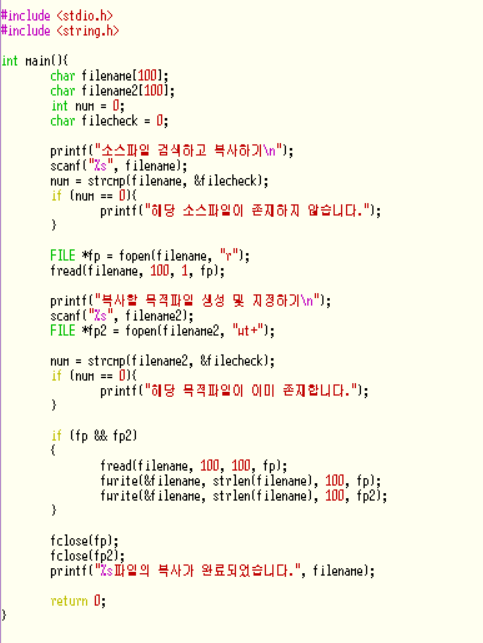 #include <stdio.h>
#include <string.h>

int main(){
        char filename[100];
        char filename2[100];
        int num = 0;
        char filecheck = 0;

        printf("소스파일 검색하고 복사하기\n");
        scanf("%s", filename);
        num = strcmp(filename, &filecheck);
        if (num == 0){
                printf("해당 소스파일이 존재하지 않습니다.");
        }

        FILE *fp = fopen(filename, "r");
        fread(filename, 100, 1, fp);

        printf("복사할 목적파일 생성 및 지정하기\n");
        scanf("%s", filename2);
        FILE *fp2 = fopen(filename2, "wt+");

        num = strcmp(filename2, &filecheck);
        if (num == 0){
                printf("해당 목적파일이 이미 존재합니다.");
        }

        if (fp && fp2)
        {
                fread(filename, 100, 100, fp);
                fwrite(&filename, strlen(filename), 100, fp);
                fwrite(&filename, strlen(filename), 100, fp2);
        }

        fclose(fp);
        fclose(fp2);
        printf("%s파일의 복사가 완료되었습니다.", filename);

        return 0;
}